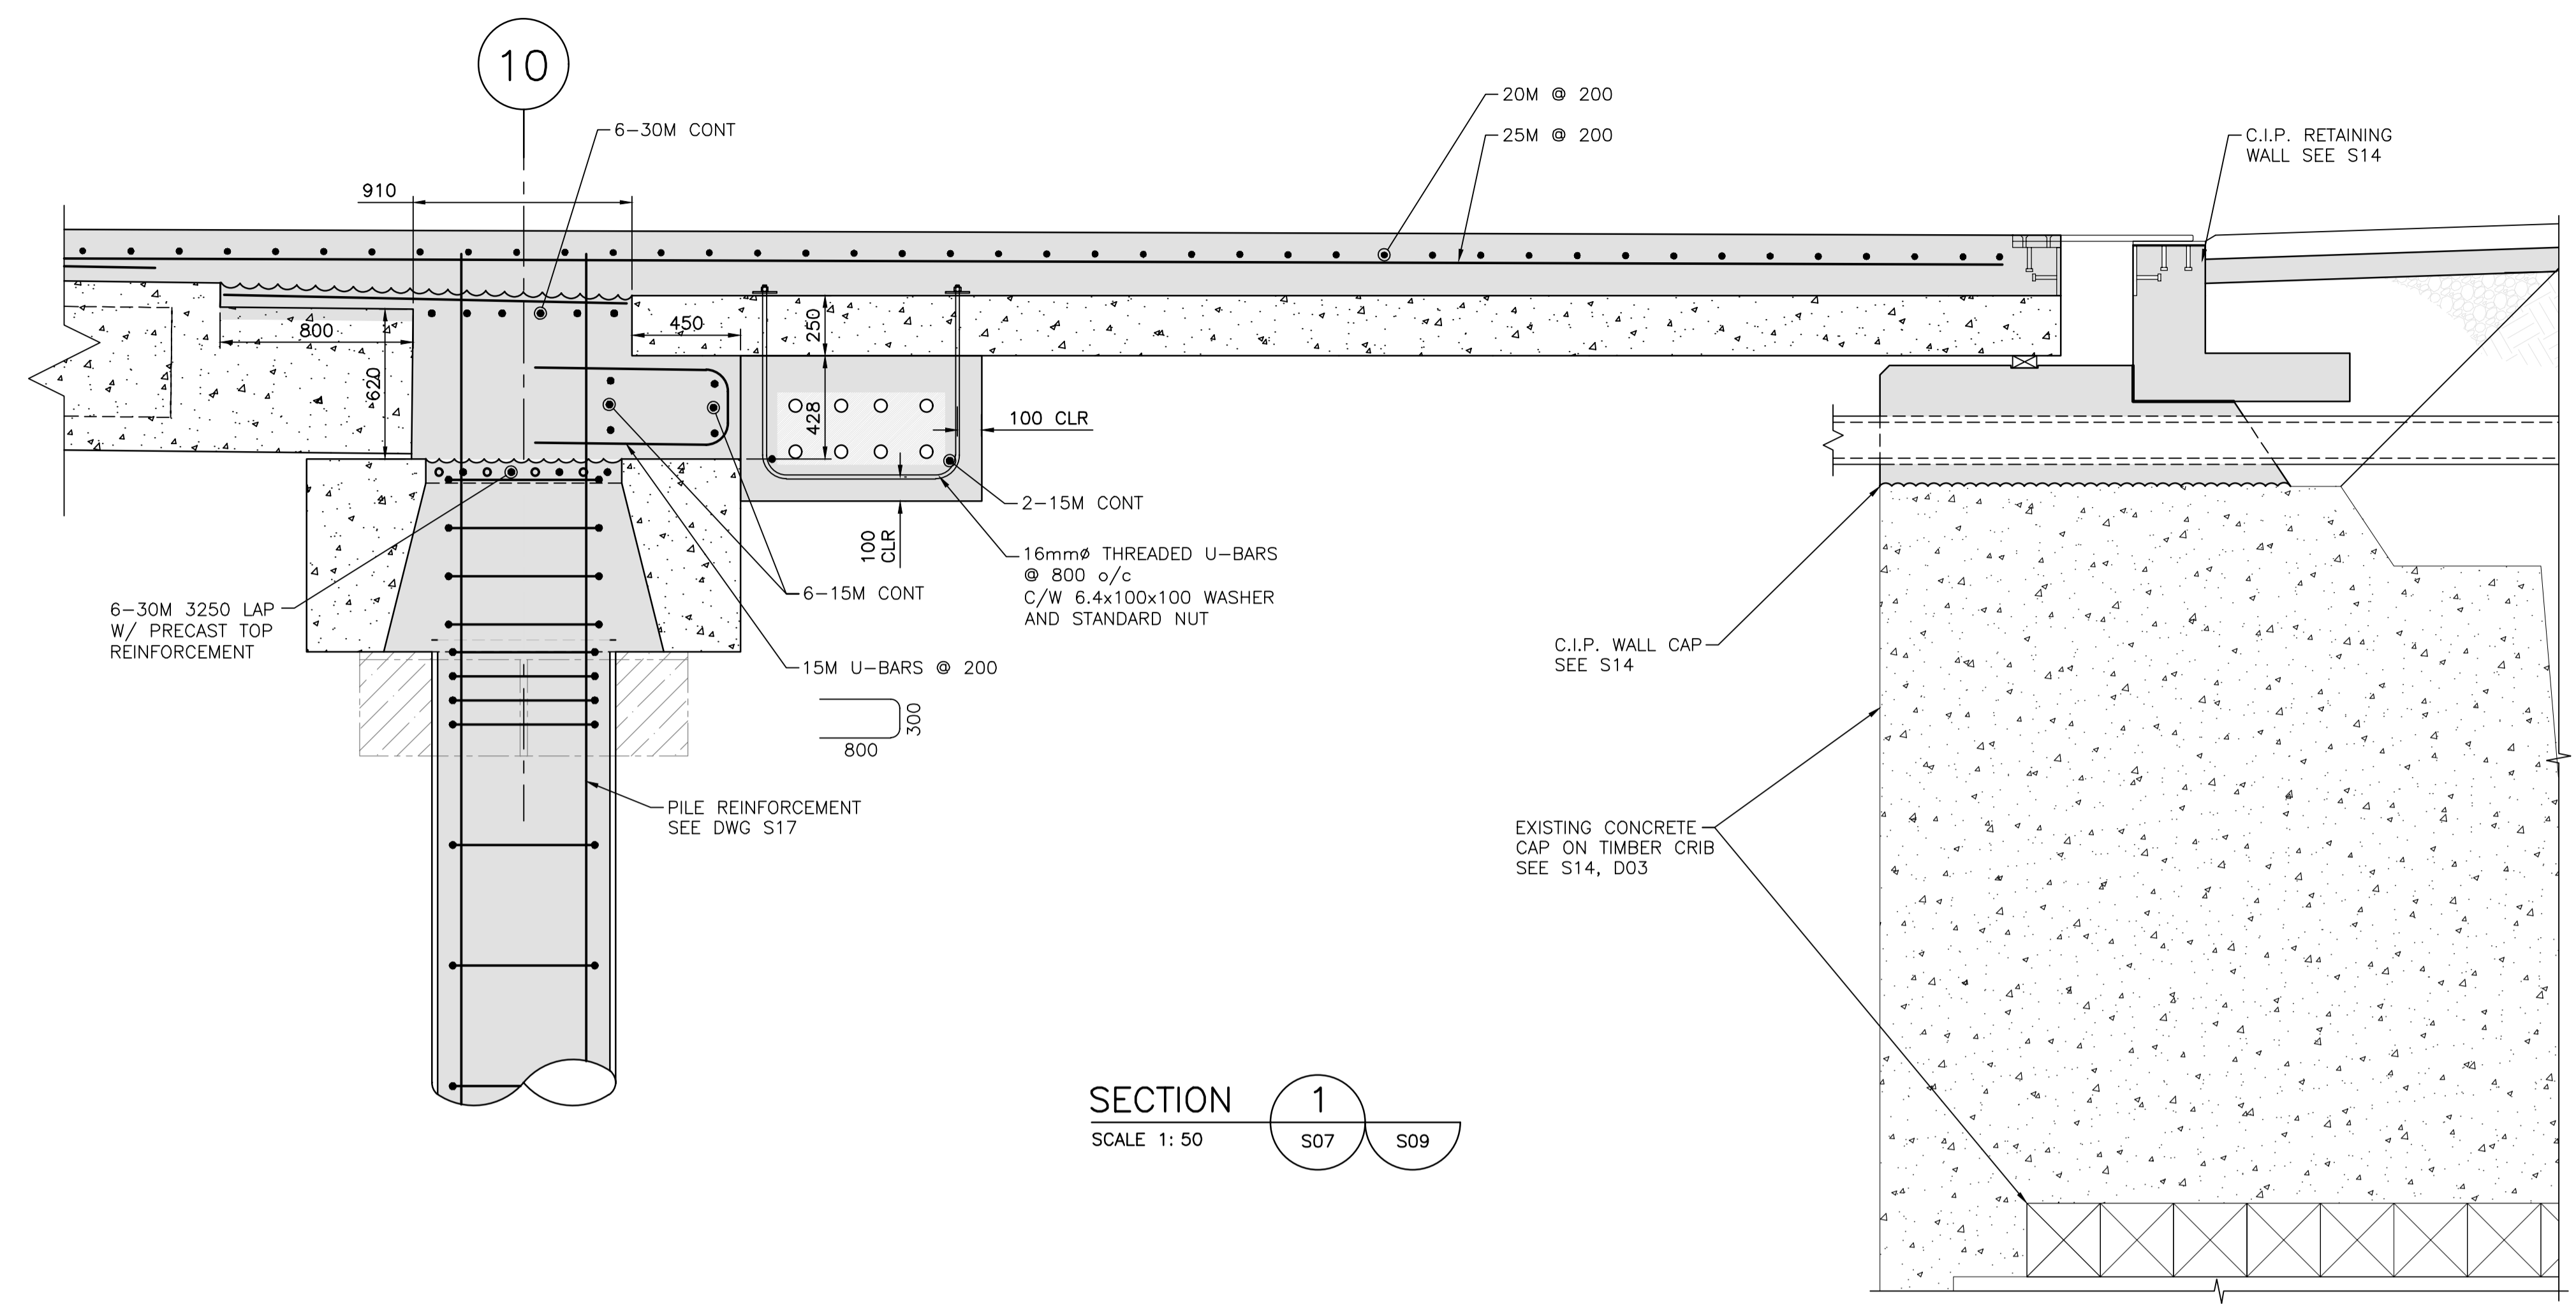 10
6-30M CONT
20M @ 200
25M @ 200
C.I.P. RETAINING
WALL SEE S14
910
800
620
450
250
428
100 CLR
100
CLR
2-15M CONT
16mmø THREADED U-BARS
@ 800 o/c
C/W 6.4x100x100 WASHER
AND STANDARD NUT
6-15M CONT
6-30M 3250 LAP
W/ PRECAST TOP
REINFORCEMENT
15M U-BARS @ 200
300
800
C.I.P. WALL CAP
SEE S14
PILE REINFORCEMENT
SEE DWG S17
EXISTING CONCRETE
CAP ON TIMBER CRIB
SEE S14, D03
SECTION
1
SCALE 1: 50
S07
S09